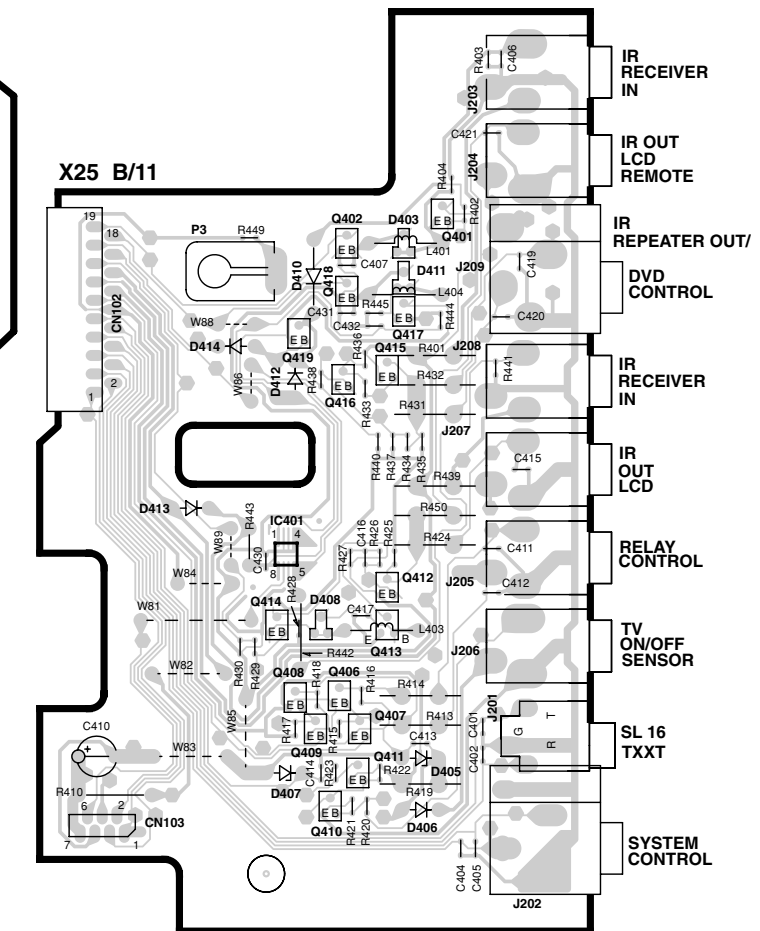 X25 B/11
IR
RECEIVER
IN
R403
C406
J203
C421
IR OUT
LCD
REMOTE
J204
R404
R402
Q402
D403
E B
Q401
19
18
P3
R449
E B
L401
C407
IR
REPEATER OUT/
DVD
CONTROL
J209
C419
C420
D410
Q418
D411
E B
L404
C431
R445
C432
E B
Q417
R444
CN102
W88
D414
E B
Q419
R436
Q415
R401
J208
E B
R432
R441
IR
RECEIVER
IN
W86
D412
R438
E B
Q416
R433
R431
2
1
J207
R440
R437
R434
R435
R439
C415
IR
OUT
LCD
D413
R443
IC401
1
4
8
5
R450
R424
W89
C430
R427
C416
R426
R425
C411
RELAY
CONTROL
J205
C412
W84
R428
Q412
E B
Q414
D408
C417
W81
E B
L403
E
B
Q413
R442
J206
TV
ON/OFF
SENSOR
R430
R429
W82
Q408
R418
Q406
R416
R414
E B
E B
J201
W85
R417
E B
R415
E B
Q407
R413
C401
C402
G
T
R
SL 16
TXXT
C410
+
W83
Q409
C413
Q411
D405
D407
C414
R423
E B
R422
R410
6
2
7
1
CN103
R419
D406
E B
Q410
R421
R420
C404
C405
SYSTEM
CONTROL
J202